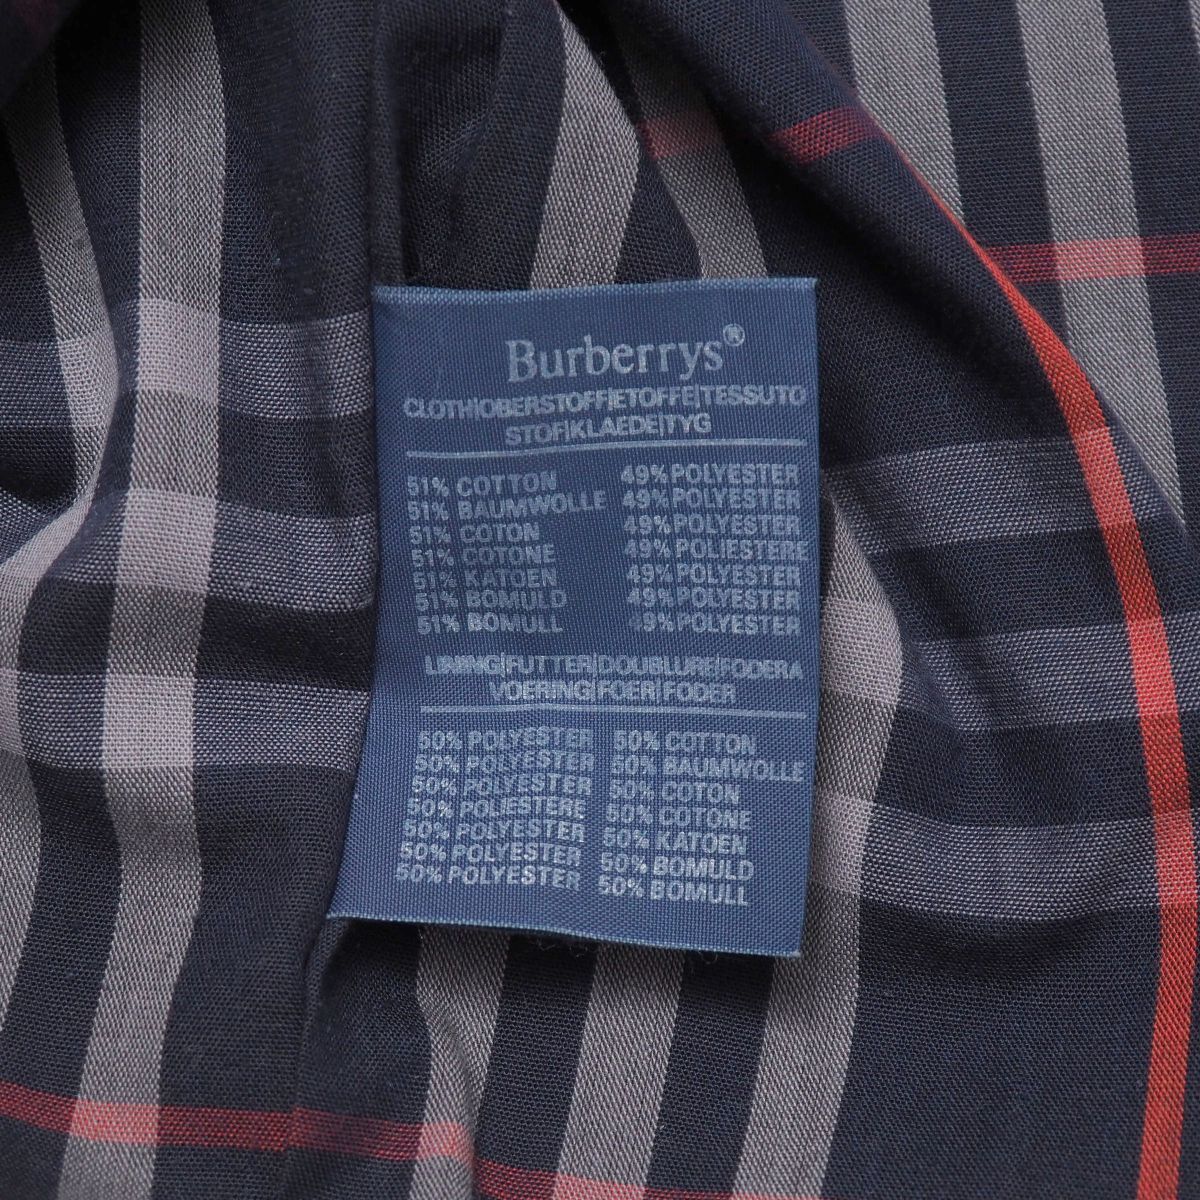 Burberrys®
CLOTH|OBERSTOFF|ETOFFE|TESSUTO
STOF|KLAEDE|TYG
51% COTTON 49% POLYESTER
51% BAUMWOLLE 49% POLYESTER
51% COTON 49% POLYESTER
51% COTONE 49% POLIESTERE
51% KATOEN 49% POLYESTER
51% BOMULD 49% POLYESTER
51% BOMULL 49% POLYESTER
LINING|FUTTER|DOUBLURE|FODERA
VOERING|FOER|FODER
50% POLYESTER 50% COTTON
50% POLYESTER 50% BAUMWOLLE
50% POLYESTER 50% COTON
50% POLIESTERE 50% COTONE
50% POLYESTER 50% KATOEN
50% POLYESTER 50% BOMULD
50% POLYESTER 50% BOMULL